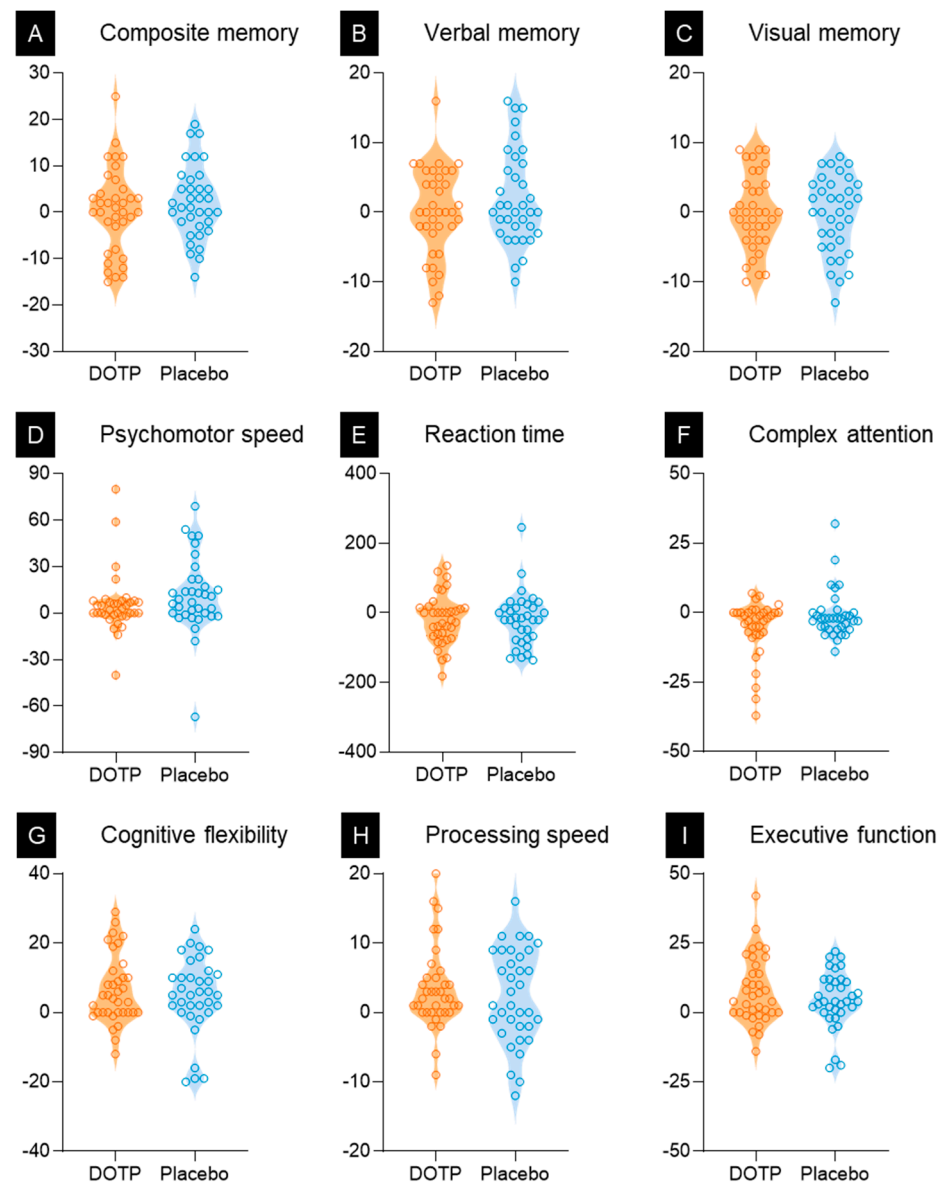 A Composite memory
B Verbal memory
C Visual memory
30
20
10
0
-10
-20
-30
DOTP Placebo
20
10
0
-10
-20
DOTP Placebo
20
10
0
-10
-20
DOTP Placebo
D Psychomotor speed
E Reaction time
F Complex attention
90
60
30
0
-30
-60
-90
DOTP Placebo
400
200
0
-200
-400
DOTP Placebo
50
25
0
-25
-50
DOTP Placebo
G Cognitive flexibility
H Processing speed
I Executive function
40
20
0
-20
-40
DOTP Placebo
20
10
0
-10
-20
DOTP Placebo
50
25
0
-25
-50
DOTP Placebo